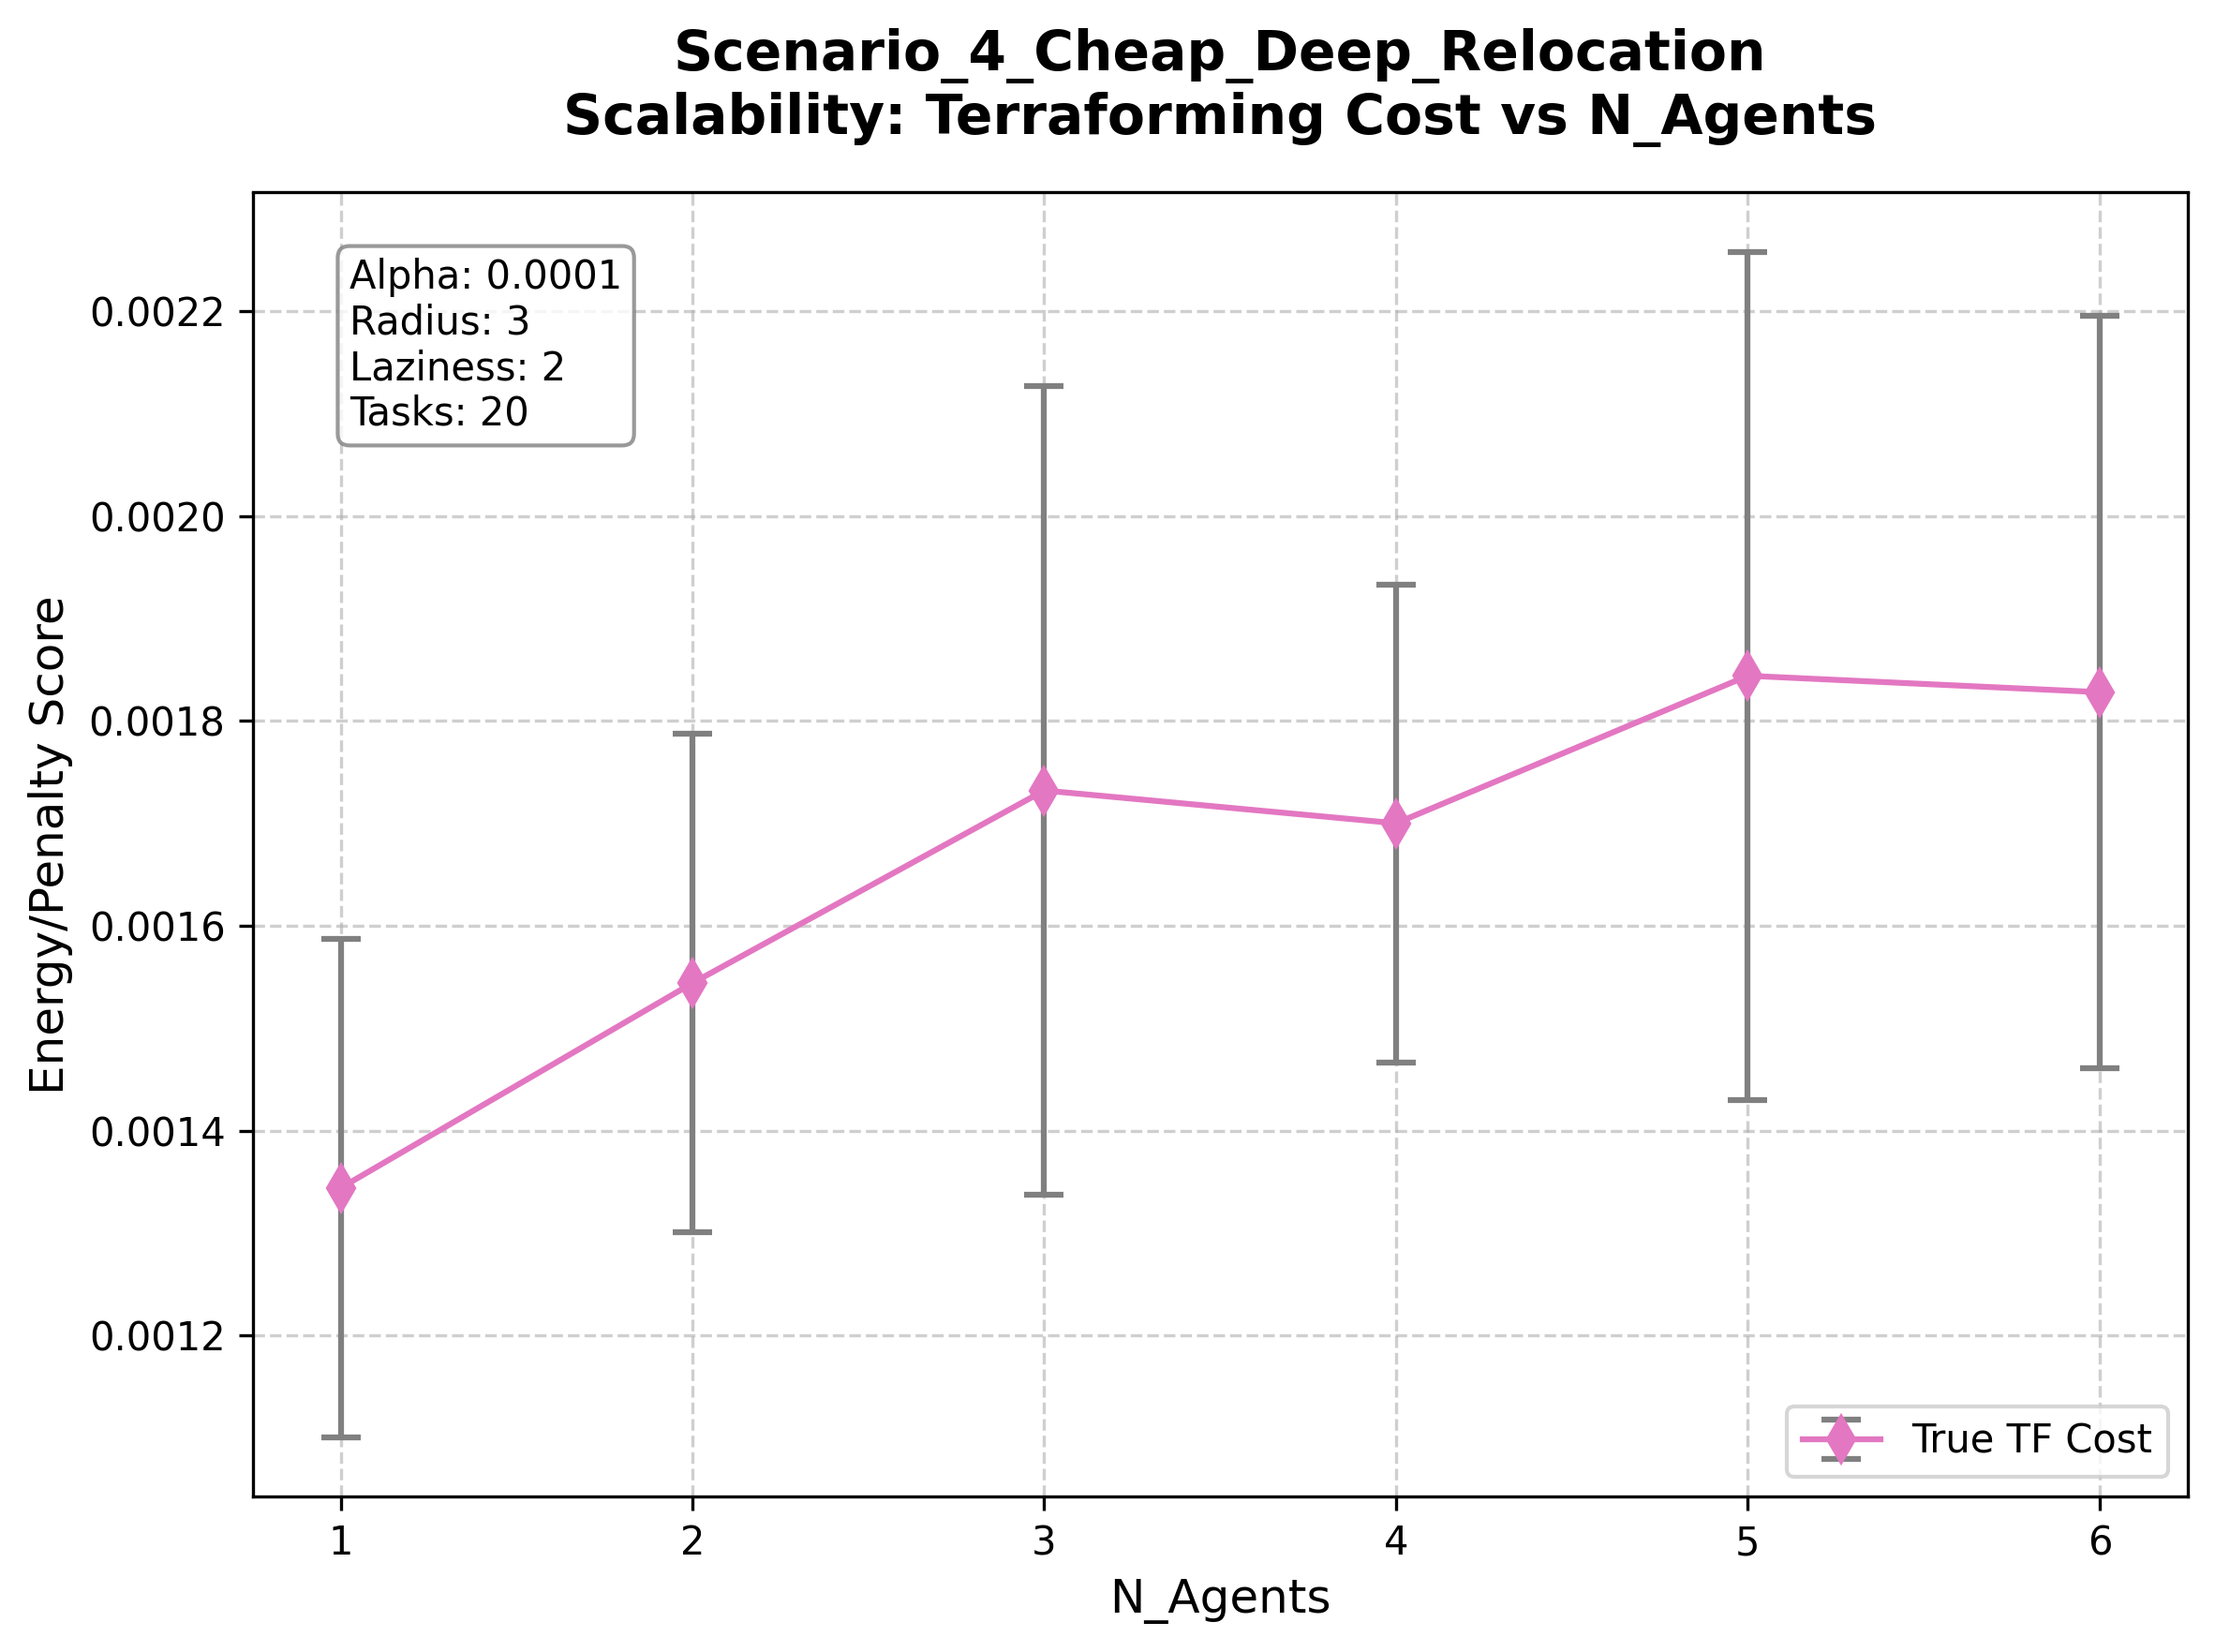 Scenario_4_Cheap_Deep_Relocation
Scalability: Terraforming Cost vs N_Agents
Alpha: 0.0001
Radius: 3
Laziness: 2
Tasks: 20
Energy/Penalty Score
0.0022
0.0020
0.0018
0.0016
0.0014
0.0012
True TF Cost
1 2 3 4 5 6
N_Agents